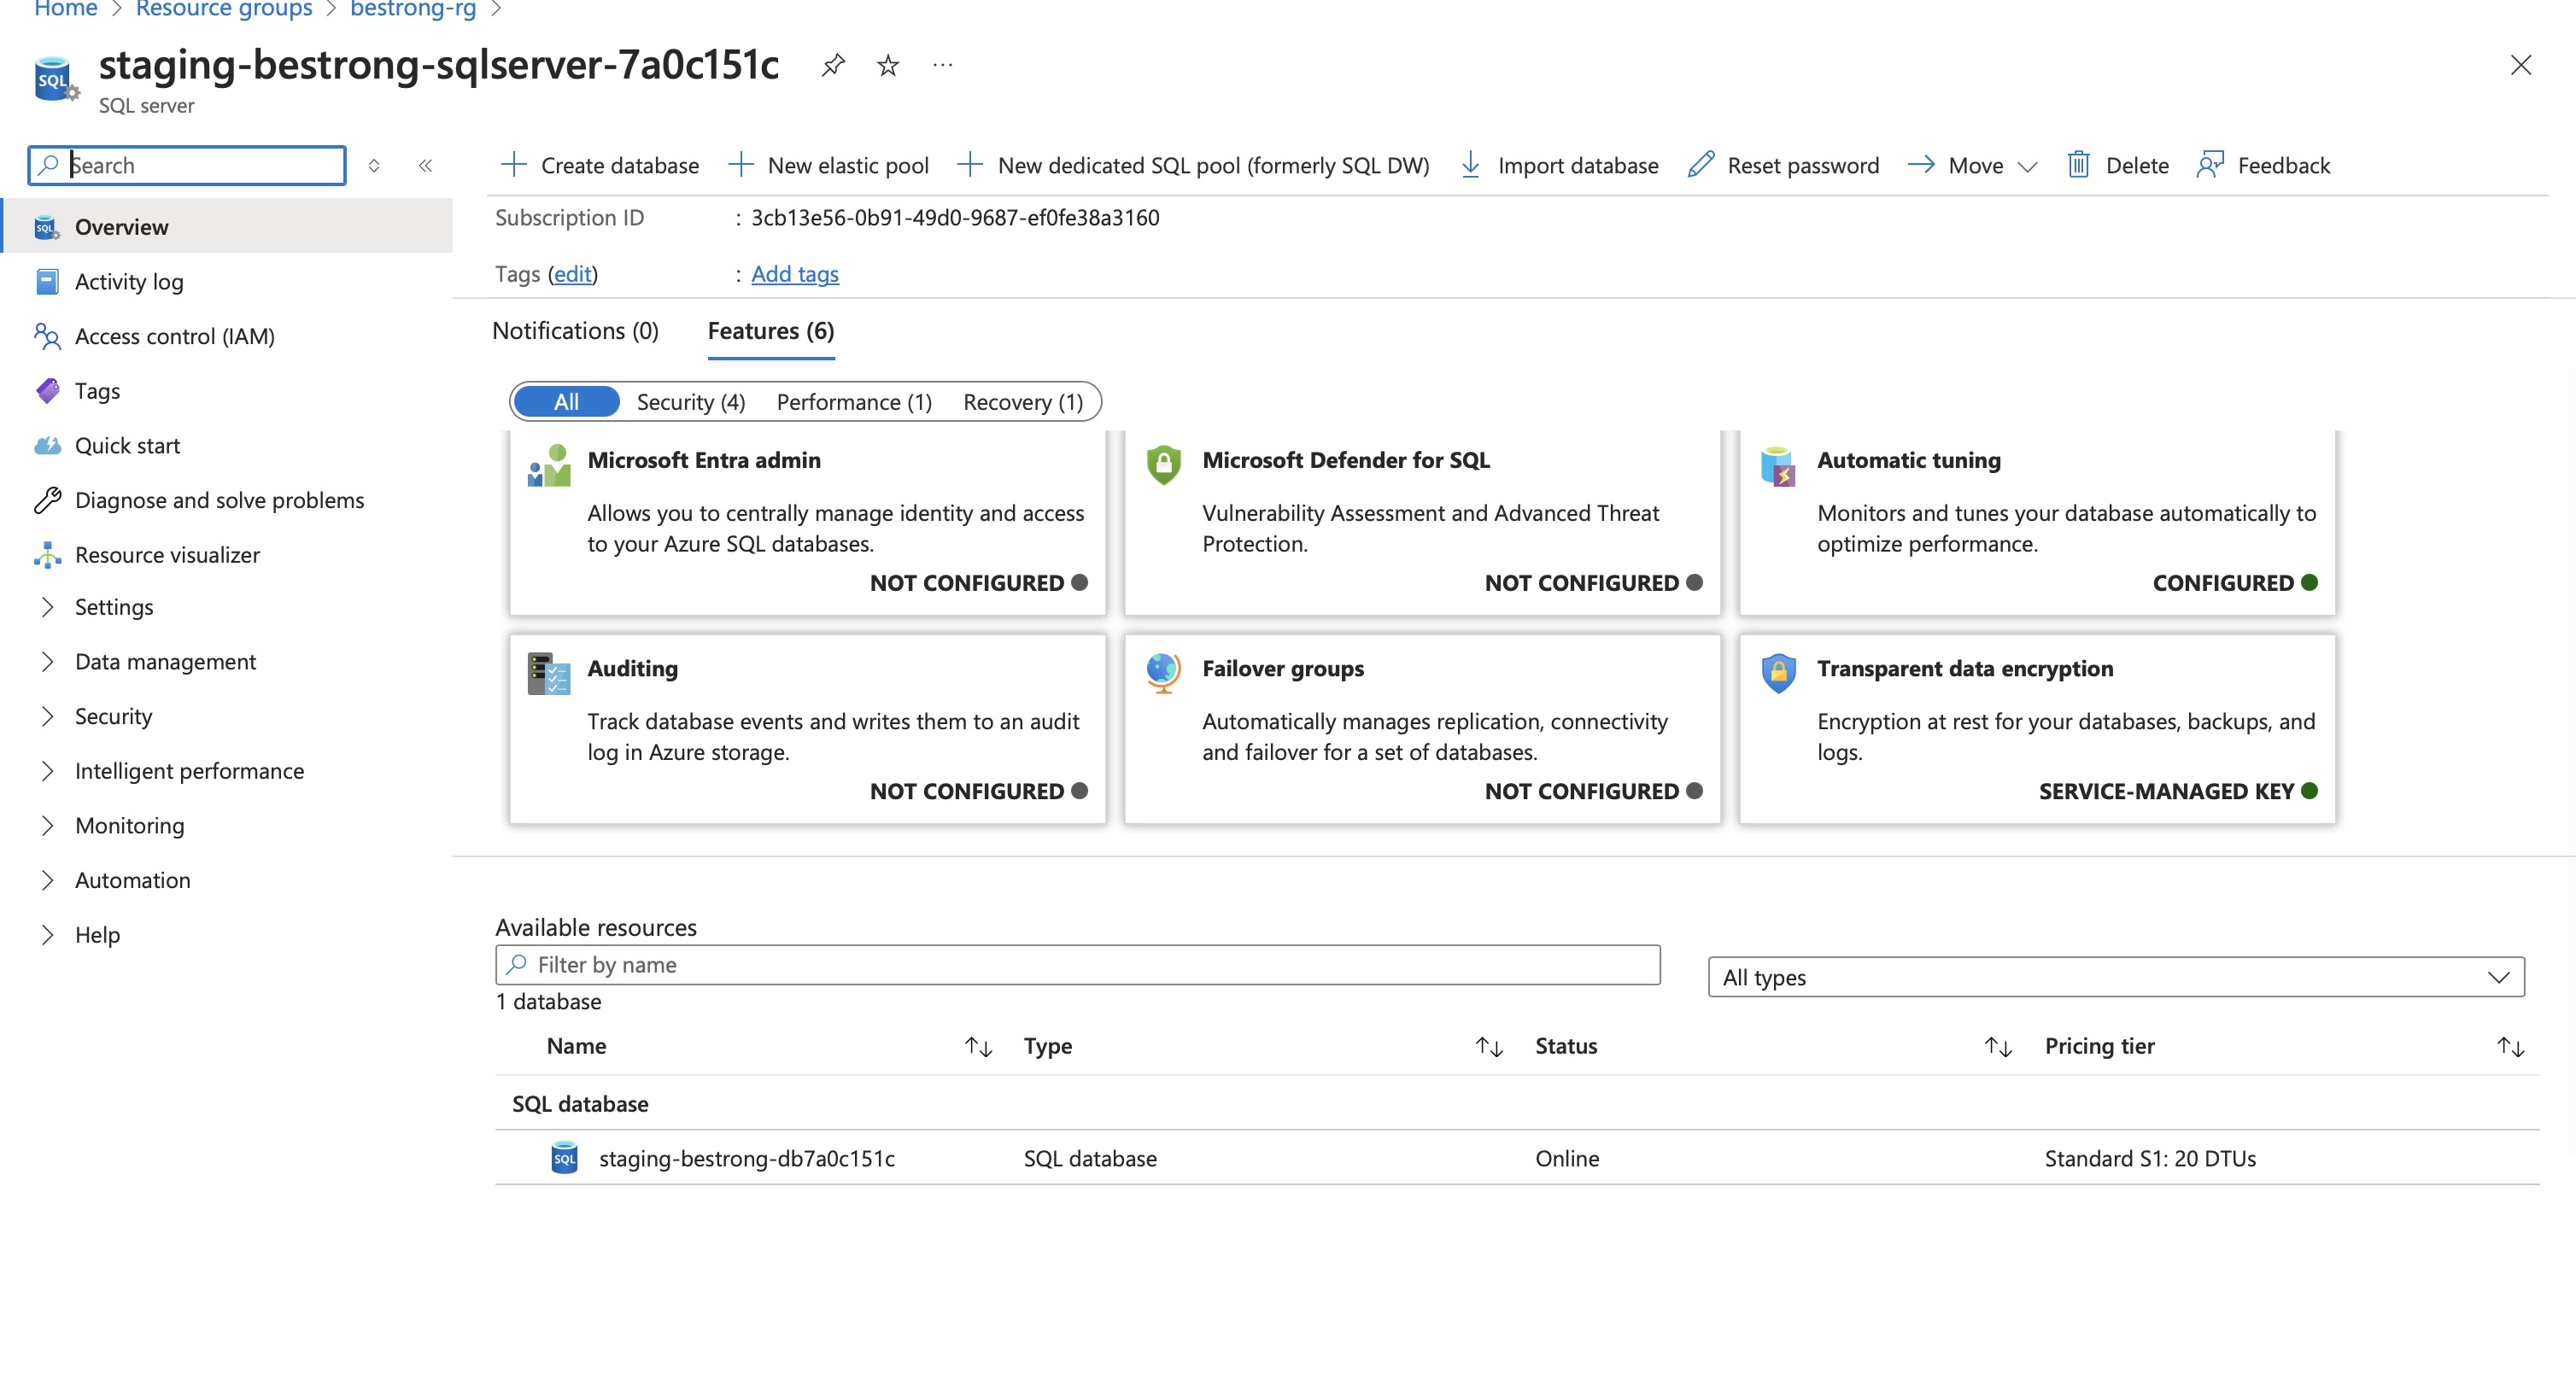 Home > Resource groups > bestrong-rg >
staging-bestrong-sqlserver-7a0c151c
SQL
SQL server
Search
Create database
New elastic pool
New dedicated SQL pool (formerly SQL DW)
Import database
Reset password
Move
Delete
Feedback
Overview
Activity log
Access control (IAM)
Tags
Quick start
Diagnose and solve problems
Resource visualizer
Settings
Data management
Security
Intelligent performance
Monitoring
Automation
Help
Subscription ID : 3cb13e56-0b91-49d0-9687-ef0fe38a3160
Tags (edit) : Add tags
Notifications (0) Features (6)
All Security (4) Performance (1) Recovery (1)
Microsoft Entra admin
Allows you to centrally manage identity and access
to your Azure SQL databases.
NOT CONFIGURED
Microsoft Defender for SQL
Vulnerability Assessment and Advanced Threat
Protection.
NOT CONFIGURED
Automatic tuning
Monitors and tunes your database automatically to
optimize performance.
CONFIGURED
Auditing
Track database events and writes them to an audit
log in Azure storage.
NOT CONFIGURED
Failover groups
Automatically manages replication, connectivity
and failover for a set of databases.
NOT CONFIGURED
Transparent data encryption
Encryption at rest for your databases, backups, and
logs.
SERVICE-MANAGED KEY
Available resources
Filter by name
All types
1 database
Name Type Status Pricing tier
SQL database
SQL staging-bestrong-db7a0c151c SQL database Online Standard S1: 20 DTUs